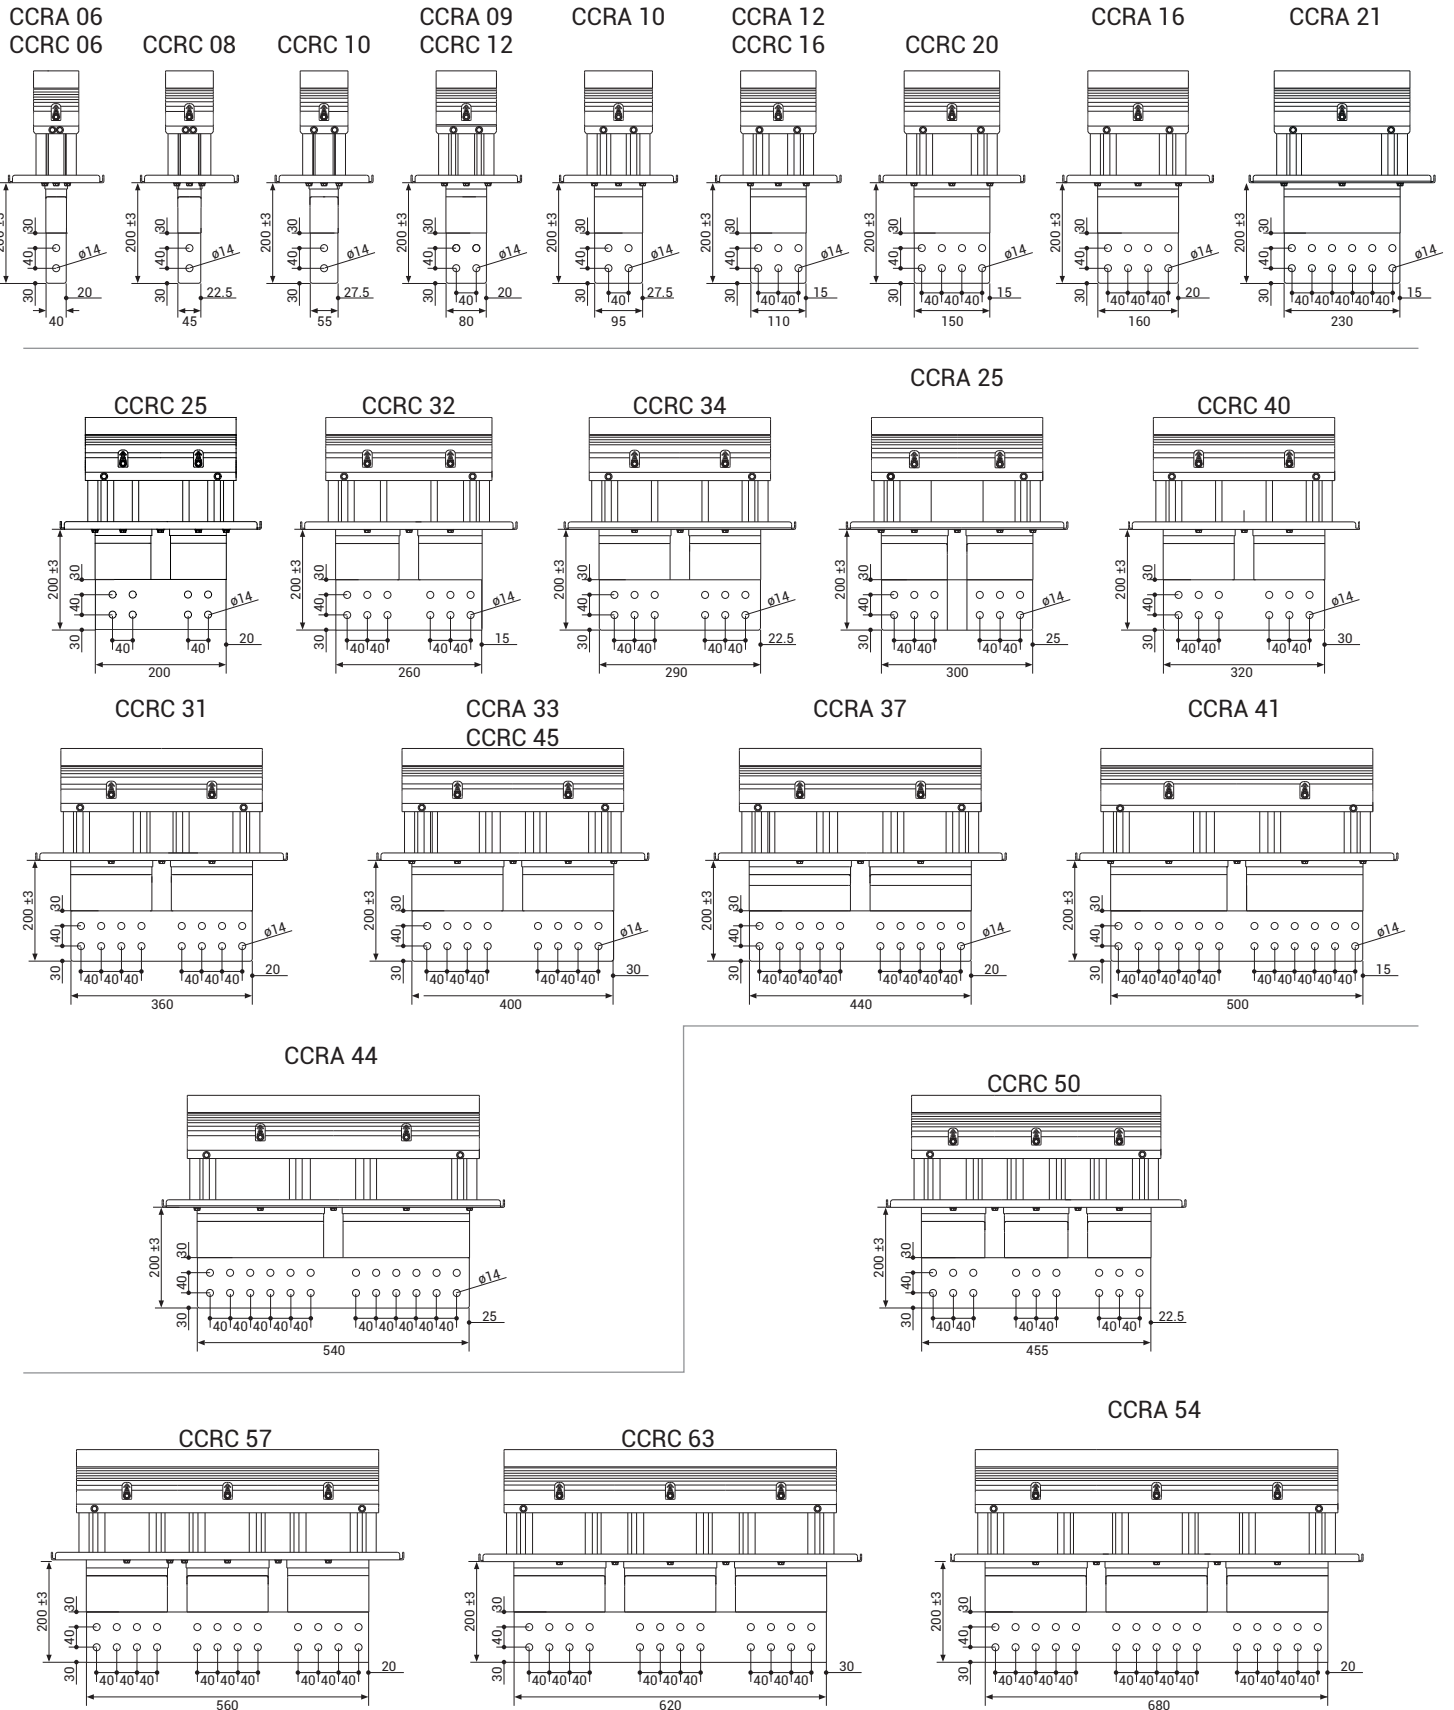 CCRA 06
CCRC 06
CCRC 08
CCRC 10
CCRA 09
CCRC 12
CCRA 10
CCRA 12
CCRC 16
CCRC 20
CCRA 16
CCRA 21
200 ±3 30 40 30 ø14 20 40
200 ±3 30 40 30 ø14 22.5 45
200 ±3 30 40 30 ø14 27.5 55
200 ±3 30 40 30 ø14 40 20 80
200 ±3 30 40 30 ø14 40 27.5 95
200 ±3 30 40 30 ø14 40 40 15 110
200 ±3 30 40 30 ø14 40 40 40 15 150
200 ±3 30 40 30 ø14 40 40 40 20 160
200 ±3 30 40 30 ø14 40 40 40 40 40 15 230
CCRC 25
CCRC 32
CCRC 34
CCRA 25
CCRC 40
200 ±3 30 40 30 ø14 40 40 20 200
200 ±3 30 40 30 ø14 40 40 40 40 15 260
200 ±3 30 40 30 ø14 40 40 40 40 22.5 290
200 ±3 30 40 30 ø14 40 40 40 40 25 300
200 ±3 30 40 30 ø14 40 40 40 40 30 320
CCRC 31
CCRA 33
CCRC 45
CCRA 37
CCRA 41
200 ±3 30 40 30 ø14 40 40 40 40 40 40 20 360
200 ±3 30 40 30 ø14 40 40 40 40 40 40 30 400
200 ±3 30 40 30 ø14 40 40 40 40 40 40 40 40 20 440
200 ±3 30 40 30 ø14 40 40 40 40 40 40 40 40 40 40 15 500
CCRA 44
CCRC 50
200 ±3 30 40 30 ø14 40 40 40 40 40 40 40 40 40 40 25 540
200 ±3 30 40 30 40 40 40 40 40 40 22.5 455
CCRC 57
CCRC 63
CCRA 54
200 ±3 30 40 30 40 40 40 40 40 40 40 40 40 20 560
200 ±3 30 40 30 40 40 40 40 40 40 40 40 40 30 620
200 ±3 30 40 30 40 40 40 40 40 40 40 40 40 40 40 40 20 680